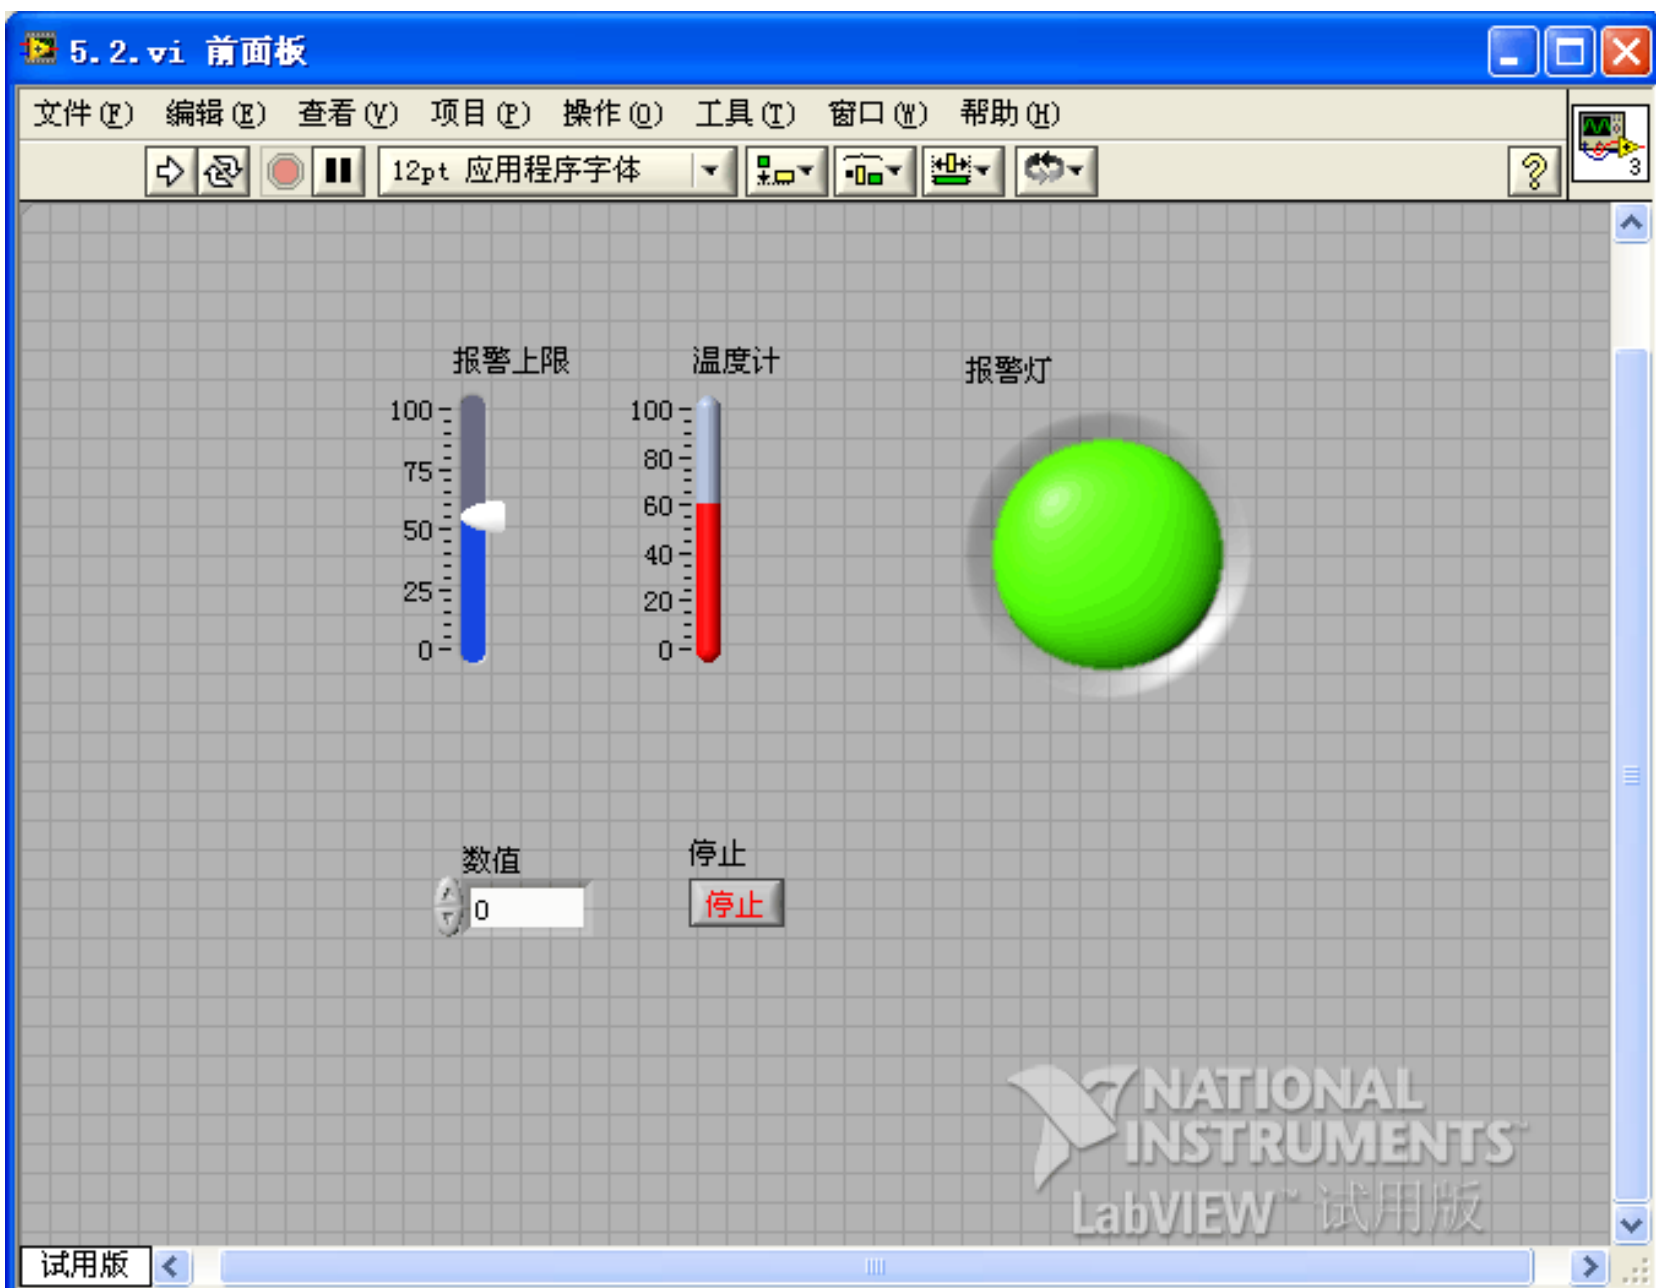 5.2.vi 前面板
文件(F) 编辑(E) 查看(V) 项目(P) 操作(O) 工具(T) 窗口(W) 帮助(H)
12pt 应用程序字体
?
3
报警上限
100
75
50
25
0
温度计
100
80
60
40
20
0
报警灯
数值
0
停止
停止
NATIONAL
INSTRUMENTS™
LabVIEW™ 试用版
试用版